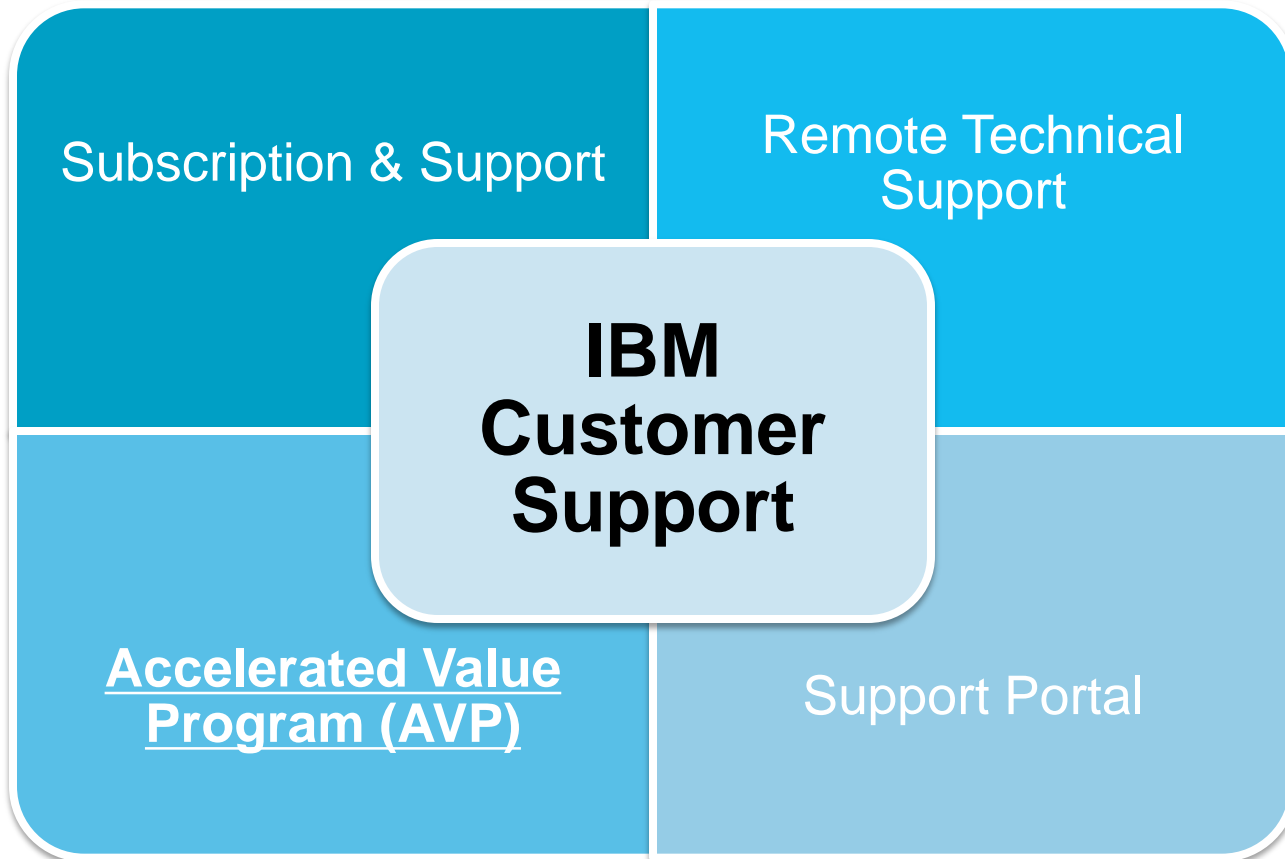 Subscription & Support
Remote Technical
Support
IBM
Customer
Support
Accelerated Value
Program (AVP)
Support Portal